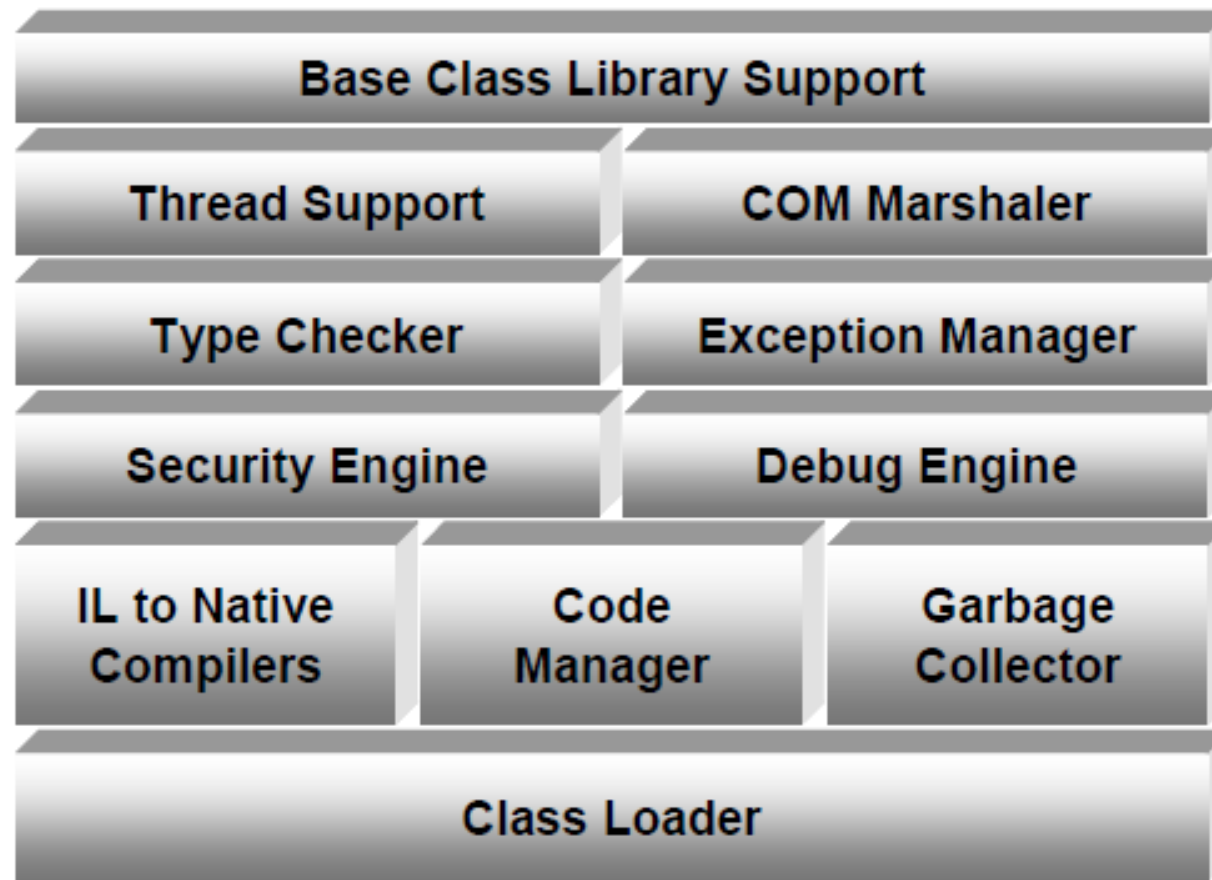 Base Class Library Support
Thread Support
COM Marshaler
Type Checker
Exception Manager
Security Engine
Debug Engine
IL to Native
Compilers
Code
Manager
Garbage
Collector
Class Loader